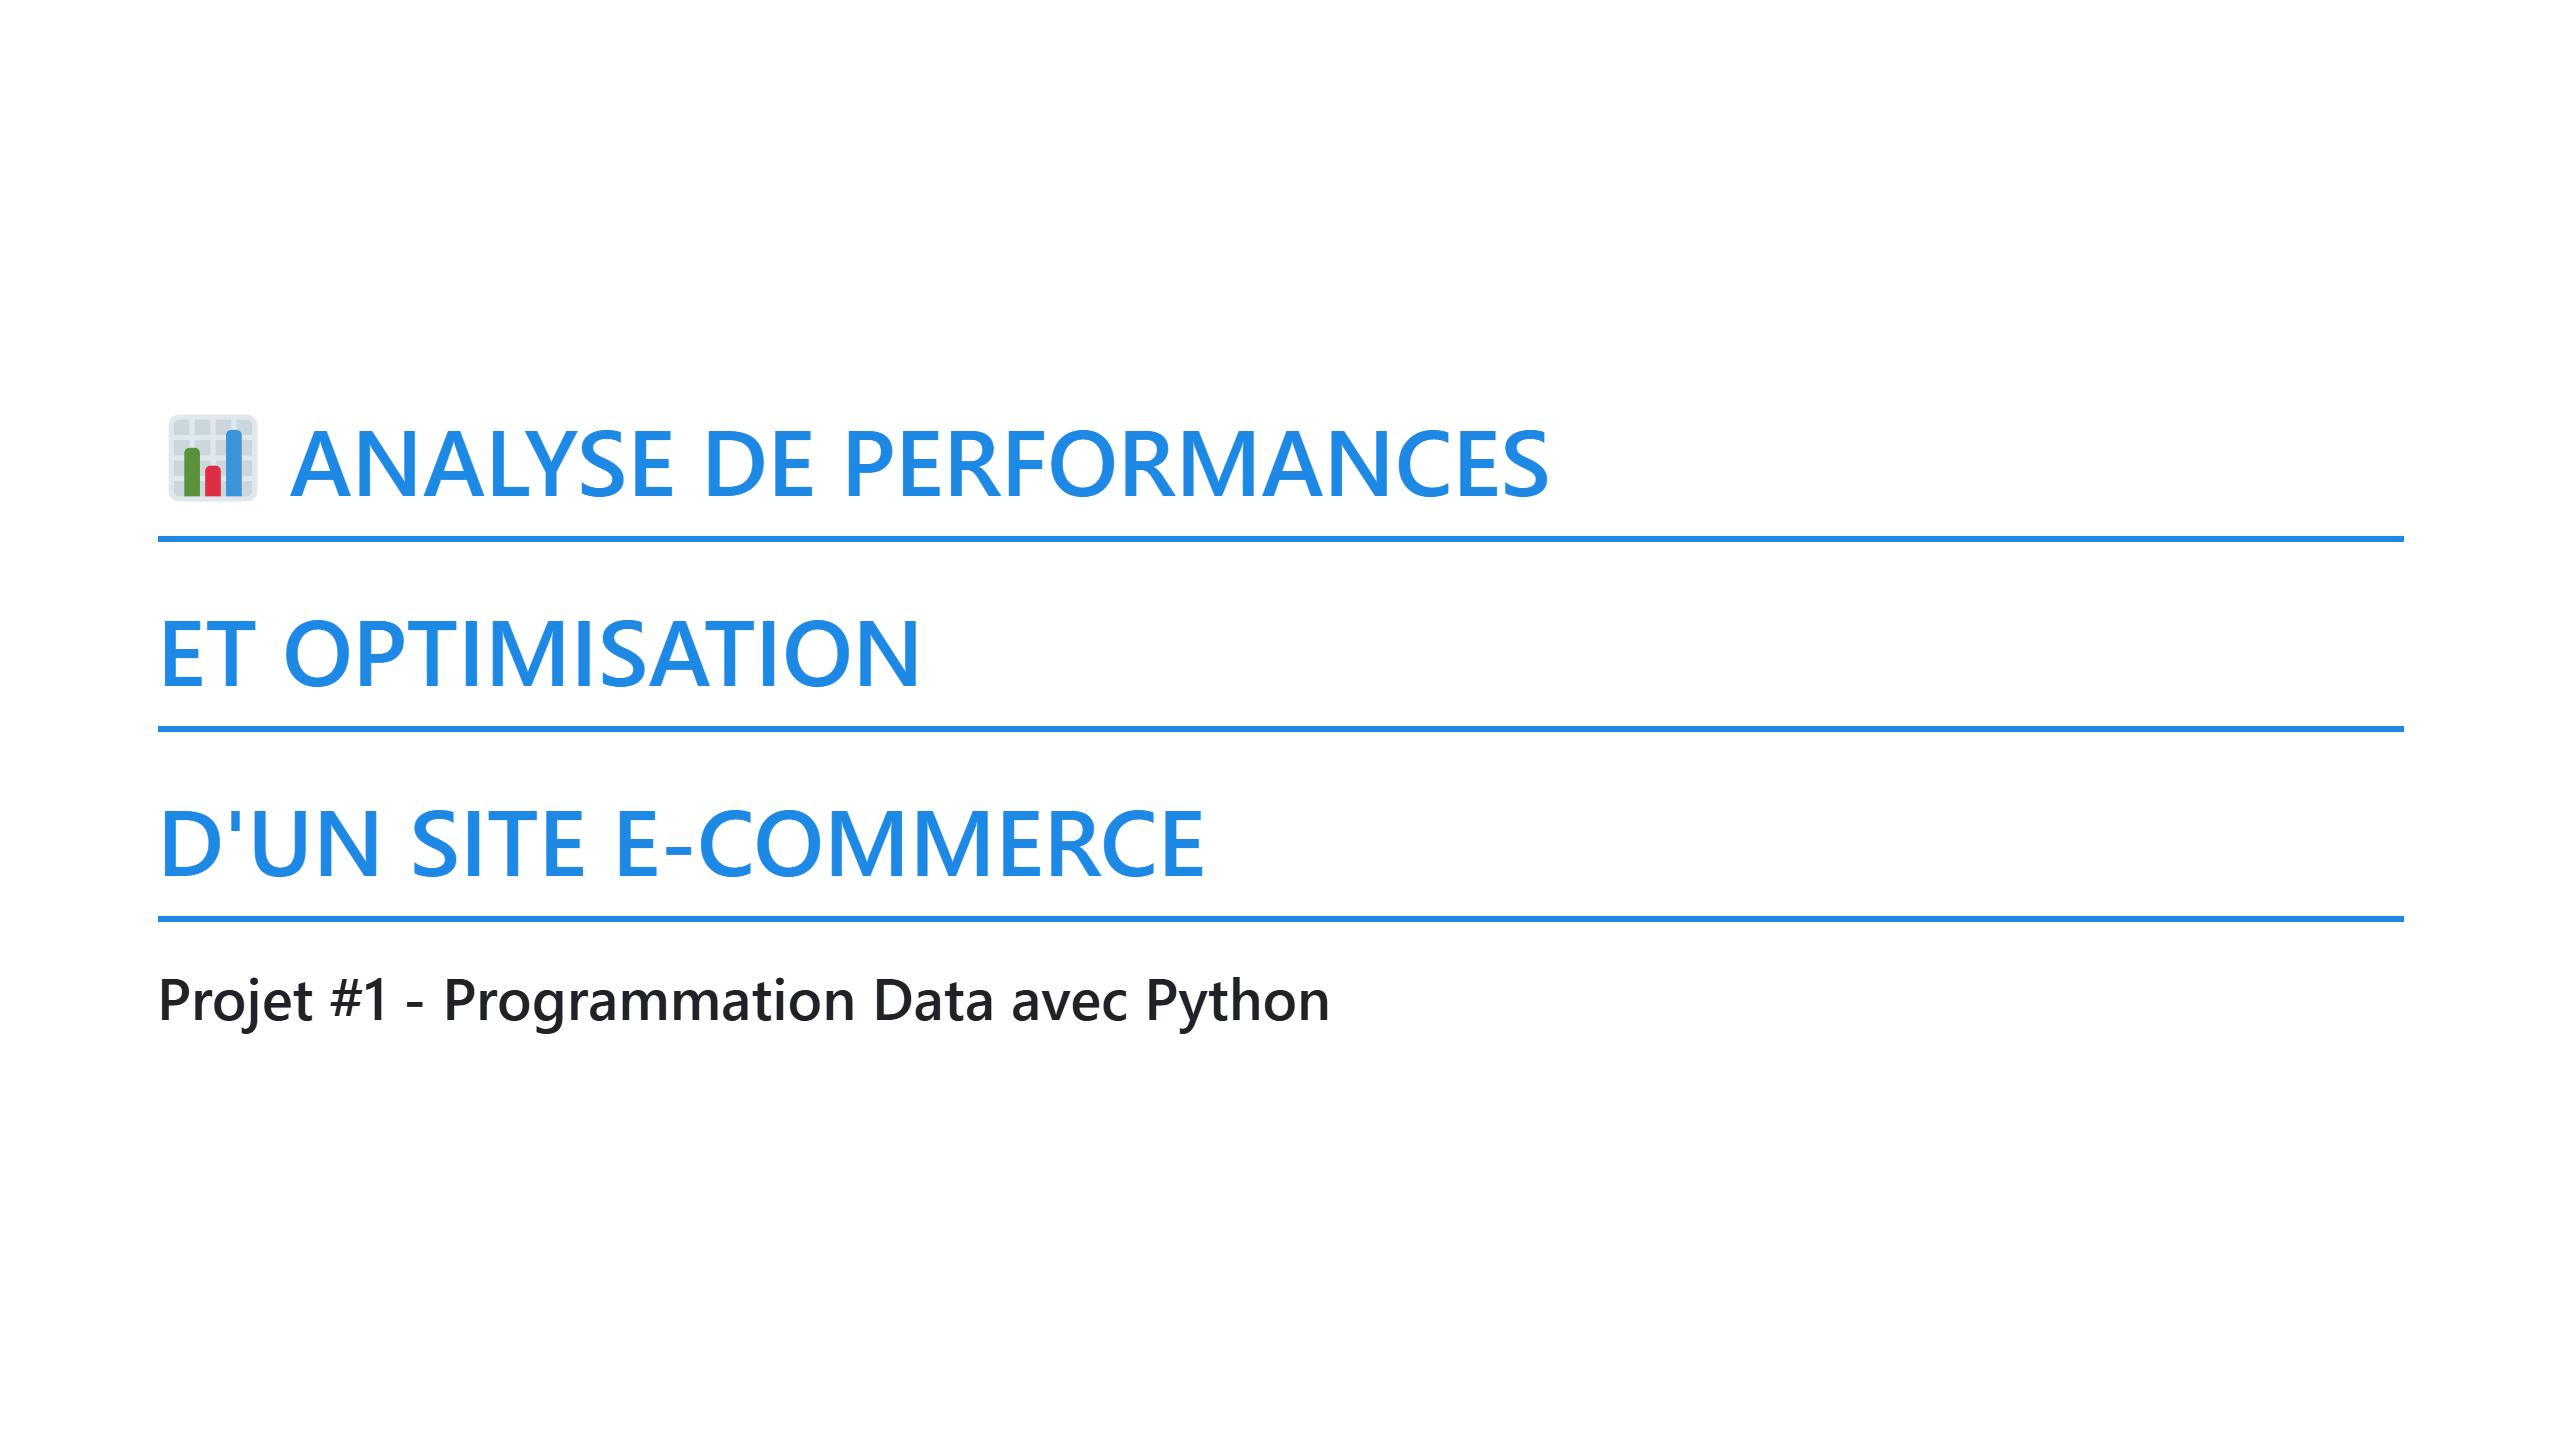 ANALYSE DE PERFORMANCES
ET OPTIMISATION
D'UN SITE E-COMMERCE
Projet #1 - Programmation Data avec Python